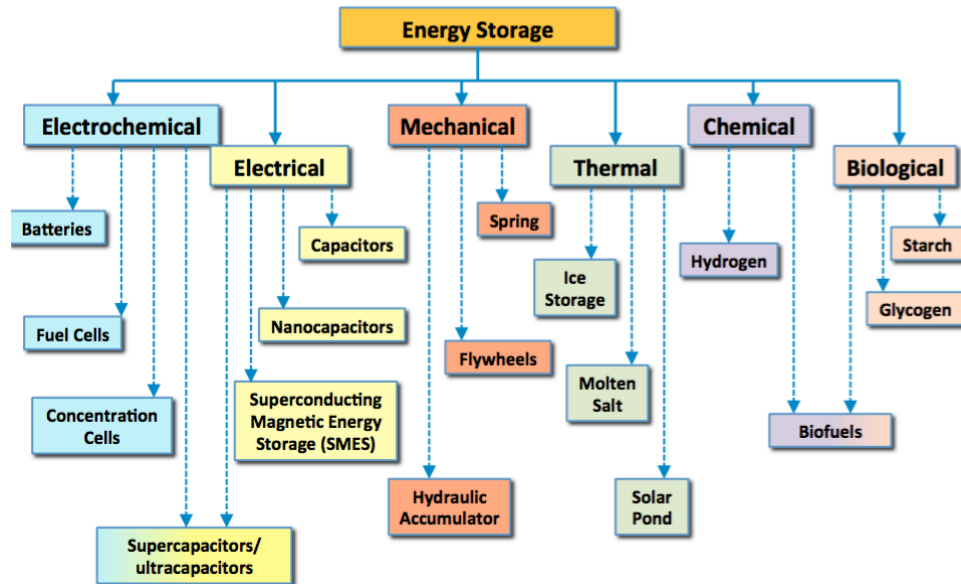 Energy Storage
Electrochemical
Mechanical
Chemical
Electrical
Thermal
Biological
Batteries
Capacitors
Spring
Ice
Storage
Hydrogen
Starch
Glycogen
Fuel Cells
Nanocapacitors
Flywheels
Molten
Salt
Concentration
Cells
Superconducting
Magnetic Energy
Storage (SMES)
Biofuels
Hydraulic
Accumulator
Solar
Pond
Supercapacitors/
ultracapacitors